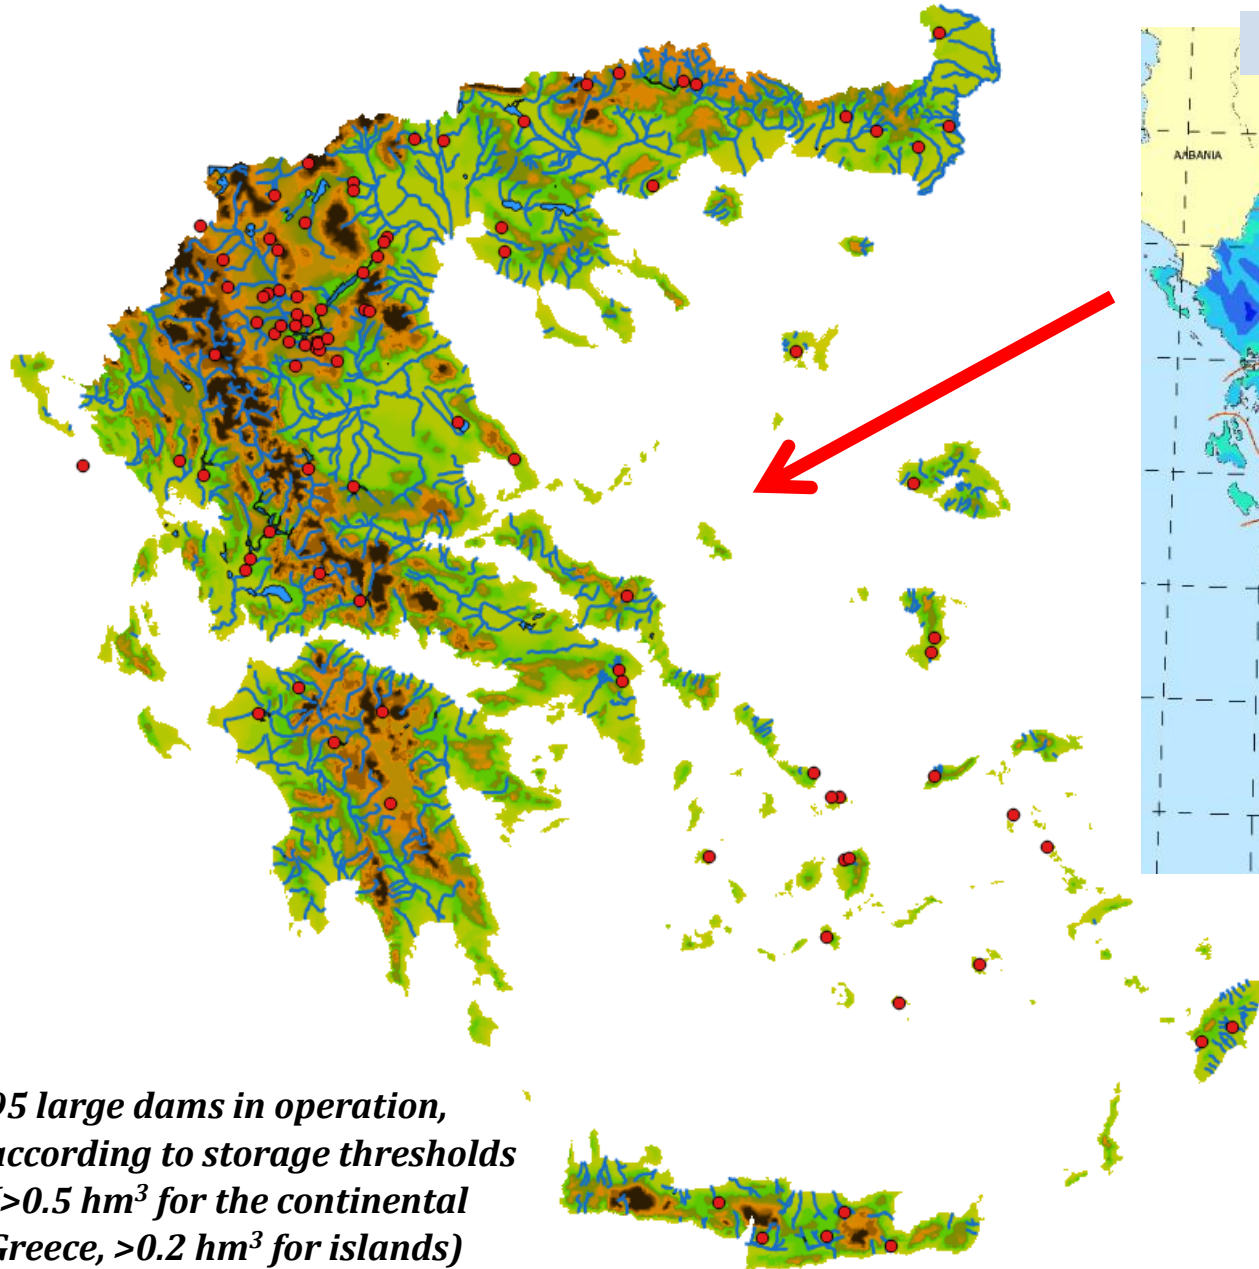 ΑΛΒΑΝΙΑ
95 large dams in operation,
according to storage thresholds
(>0.5 hm³ for the continental
Greece, >0.2 hm³ for islands)